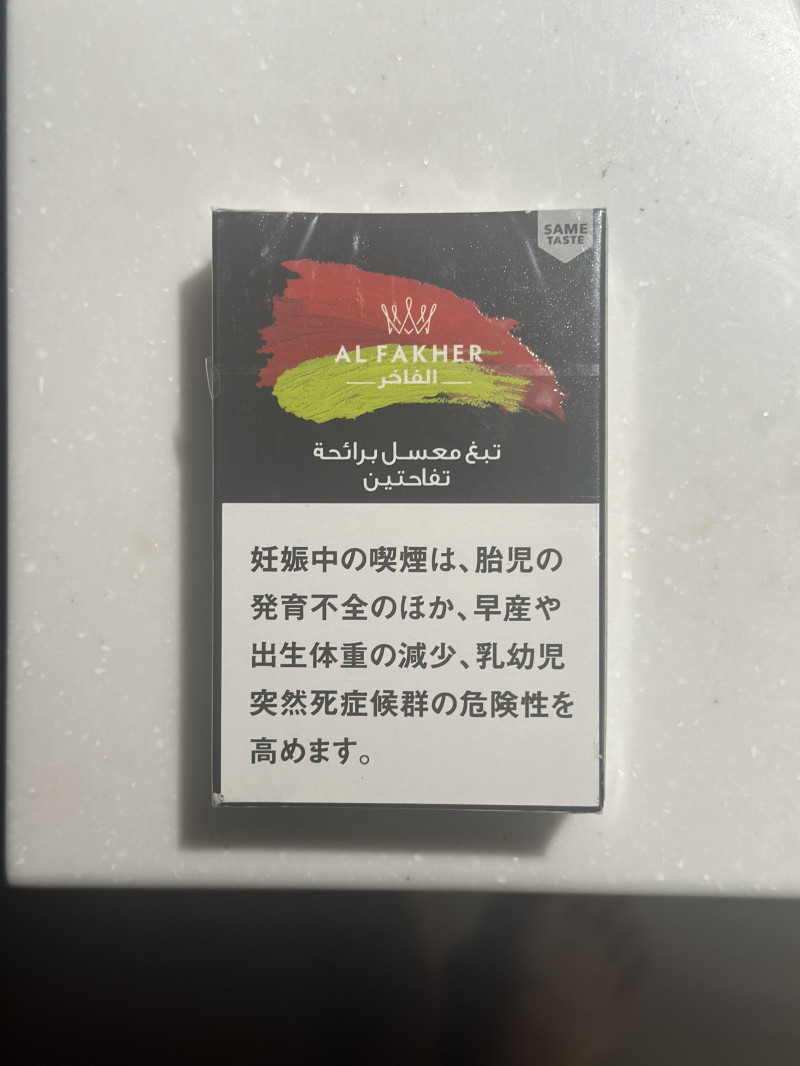 SAME
TASTE
AL FAKHER
الفاخر
تبغ معسل برائحة
تفاحتين
妊娠中の喫煙は、胎児の
発育不全のほか、早産や
出生体重の減少、乳幼児
突然死症候群の危険性を
高めます。